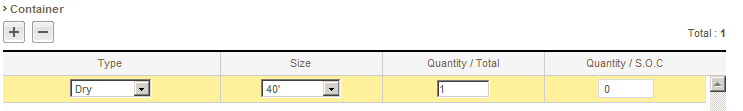 Container
Total : 1
Type Size Quantity / Total Quantity / S.O.C
Dry 40' 1 0